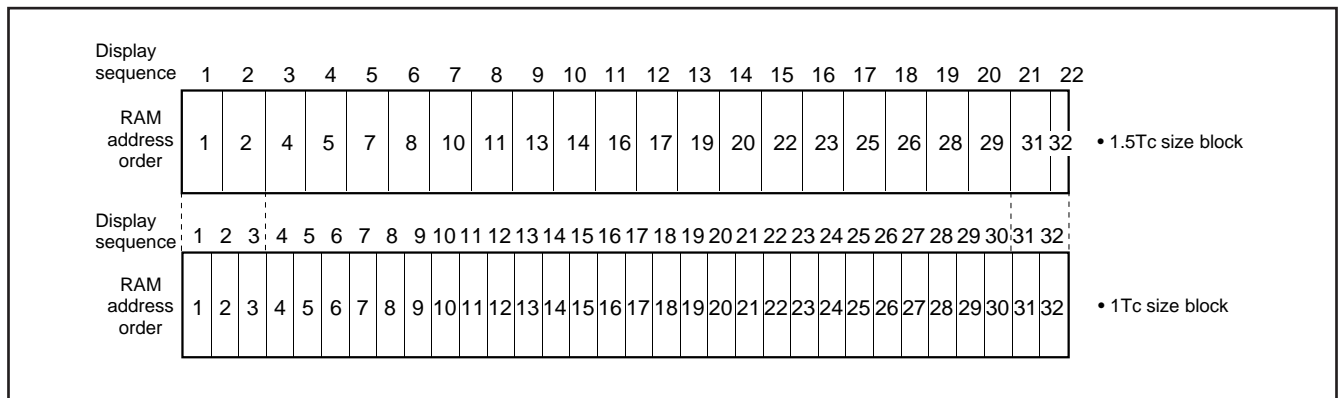 Display
sequence 1 2 3 4 5 6 7 8 9 10 11 12 13 14 15 16 17 18 19 20 21 22
RAM
address
order
1 2 4 5 7 8 10 11 13 14 16 17 19 20 22 23 25 26 28 29 31 32
• 1.5Tc size block
Display
sequence 1 2 3 4 5 6 7 8 9 10 11 12 13 14 15 16 17 18 19 20 21 22 23 24 25 26 27 28 29 30 31 32
RAM
address
order
1 2 3 4 5 6 7 8 9 10 11 12 13 14 15 16 17 18 19 20 21 22 23 24 25 26 27 28 29 30 31 32
• 1Tc size block